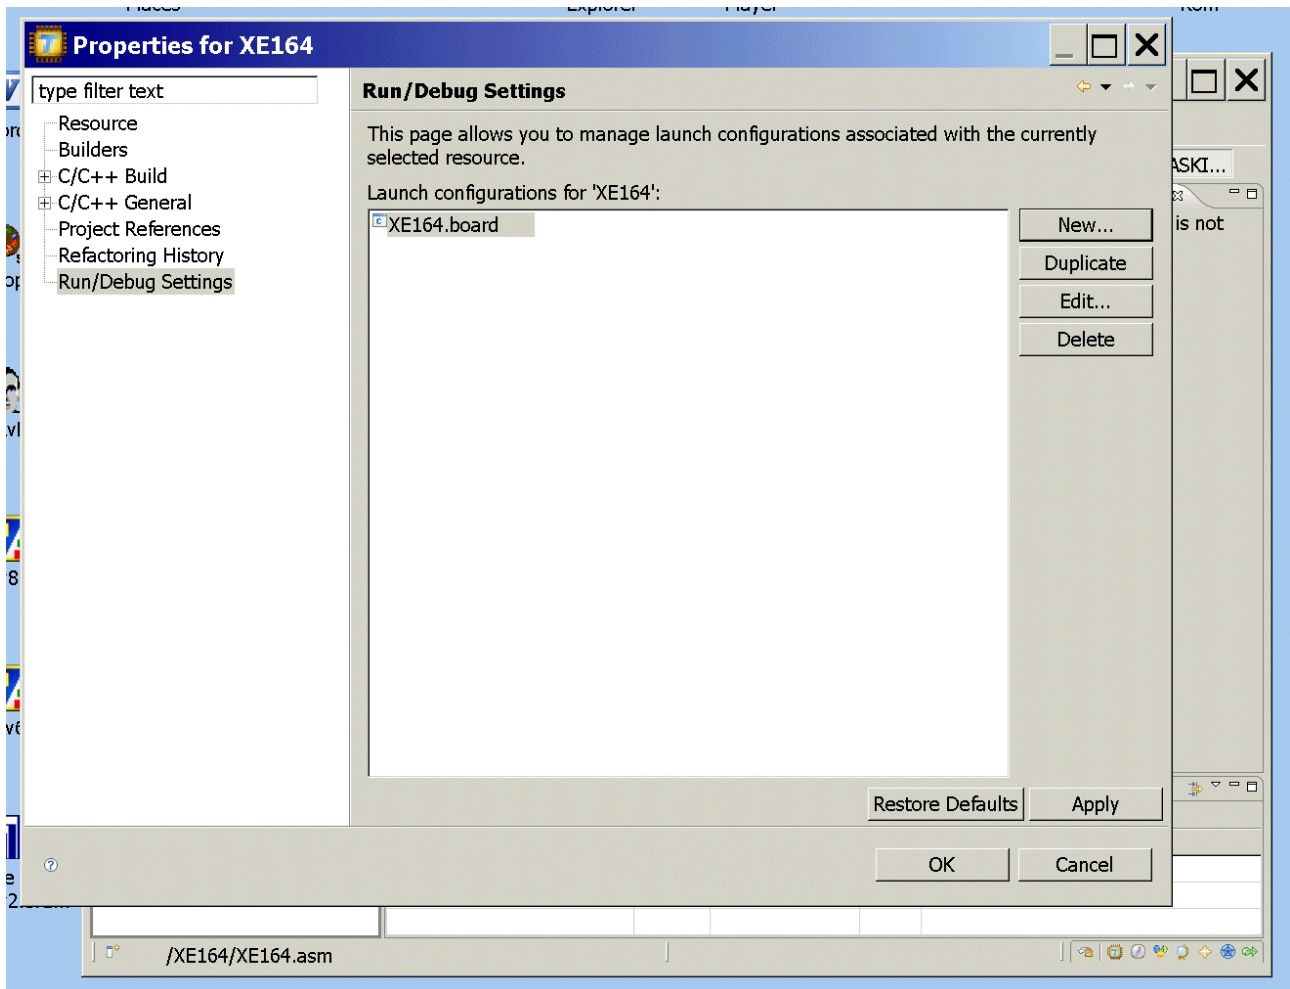 Properties for XE164
type filter text
Resource
Builders
C/C++ Build
C/C++ General
Project References
Refactoring History
Run/Debug Settings
Run/Debug Settings
This page allows you to manage launch configurations associated with the currently
selected resource.
Launch configurations for 'XE164':
XE164.board
New...
Duplicate
Edit...
Delete
Restore Defaults
Apply
OK
Cancel
ASKI...
is not
/XE164/XE164.asm